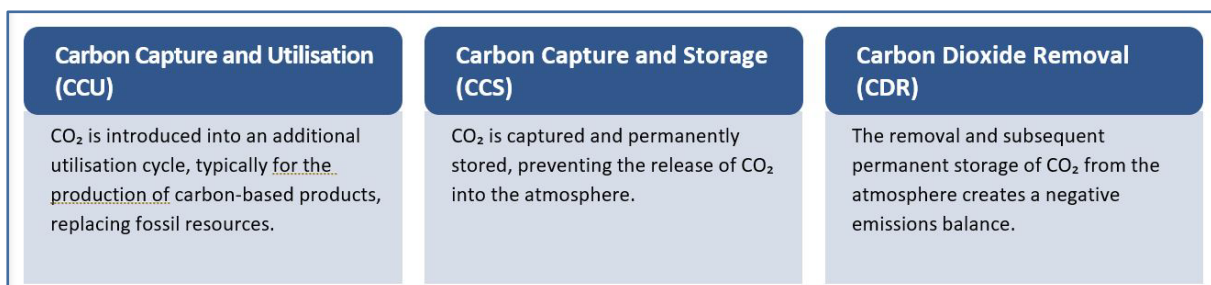 Carbon Capture and Utilisation
(CCU)
CO₂ is introduced into an additional
utilisation cycle, typically for the
production of carbon-based products,
replacing fossil resources.
Carbon Capture and Storage
(CCS)
CO₂ is captured and permanently
stored, preventing the release of CO₂
into the atmosphere.
Carbon Dioxide Removal
(CDR)
The removal and subsequent
permanent storage of CO₂ from the
atmosphere creates a negative
emissions balance.